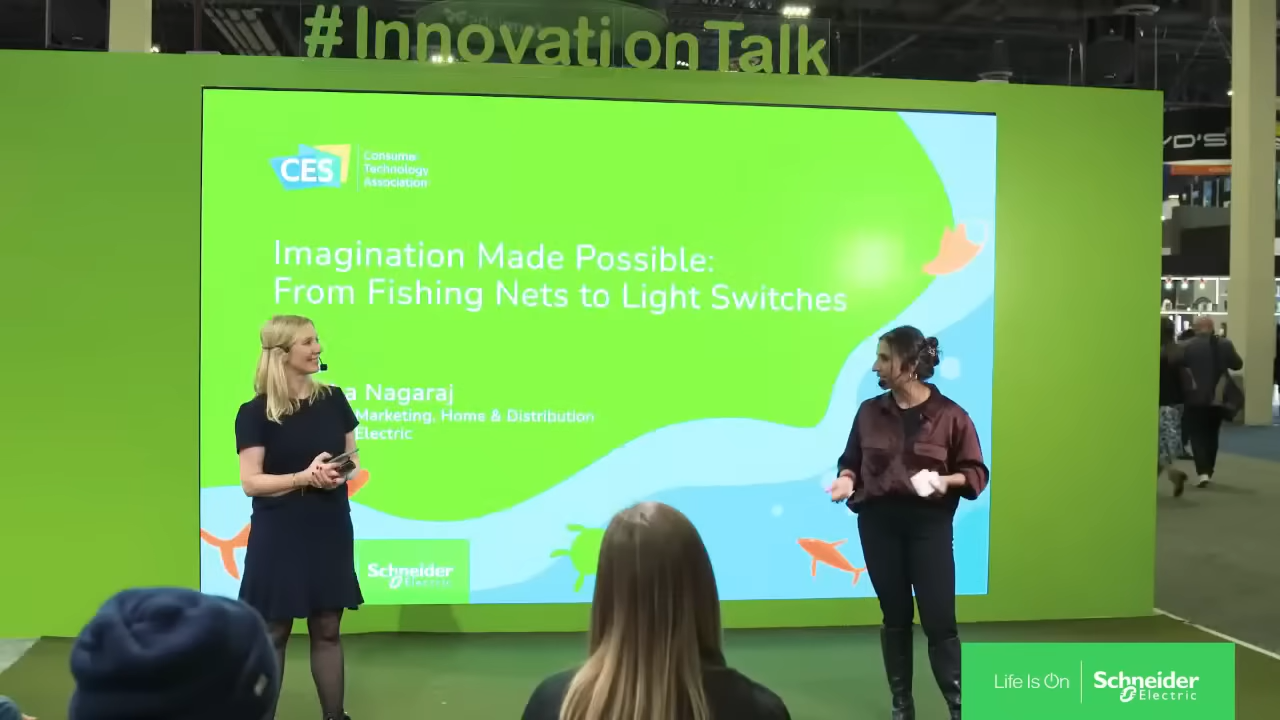 #InnovationTalk
CES
Consumer
Technology
Association
YD'S
Imagination Made Possible:
From Fishing Nets to Light Switches
a Nagaraj
Marketing, Home & Distribution
Electric
Schneider
Electric
Life Is On
Schneider
Electric